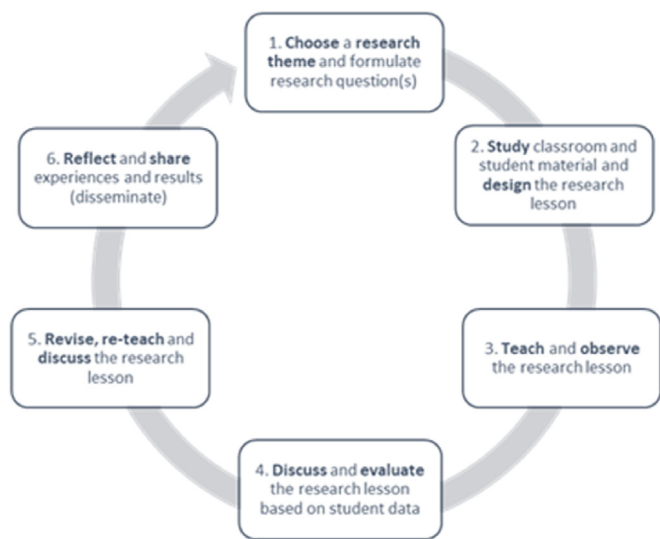 1. Choose a research
theme and formulate
research question(s)
2. Study classroom and
student material and
design the research
lesson
3. Teach and observe
the research lesson
4. Discuss and evaluate
the research lesson
based on student data
5. Revise, re-teach and
discuss the research
lesson
6. Reflect and share
experiences and results
(disseminate)